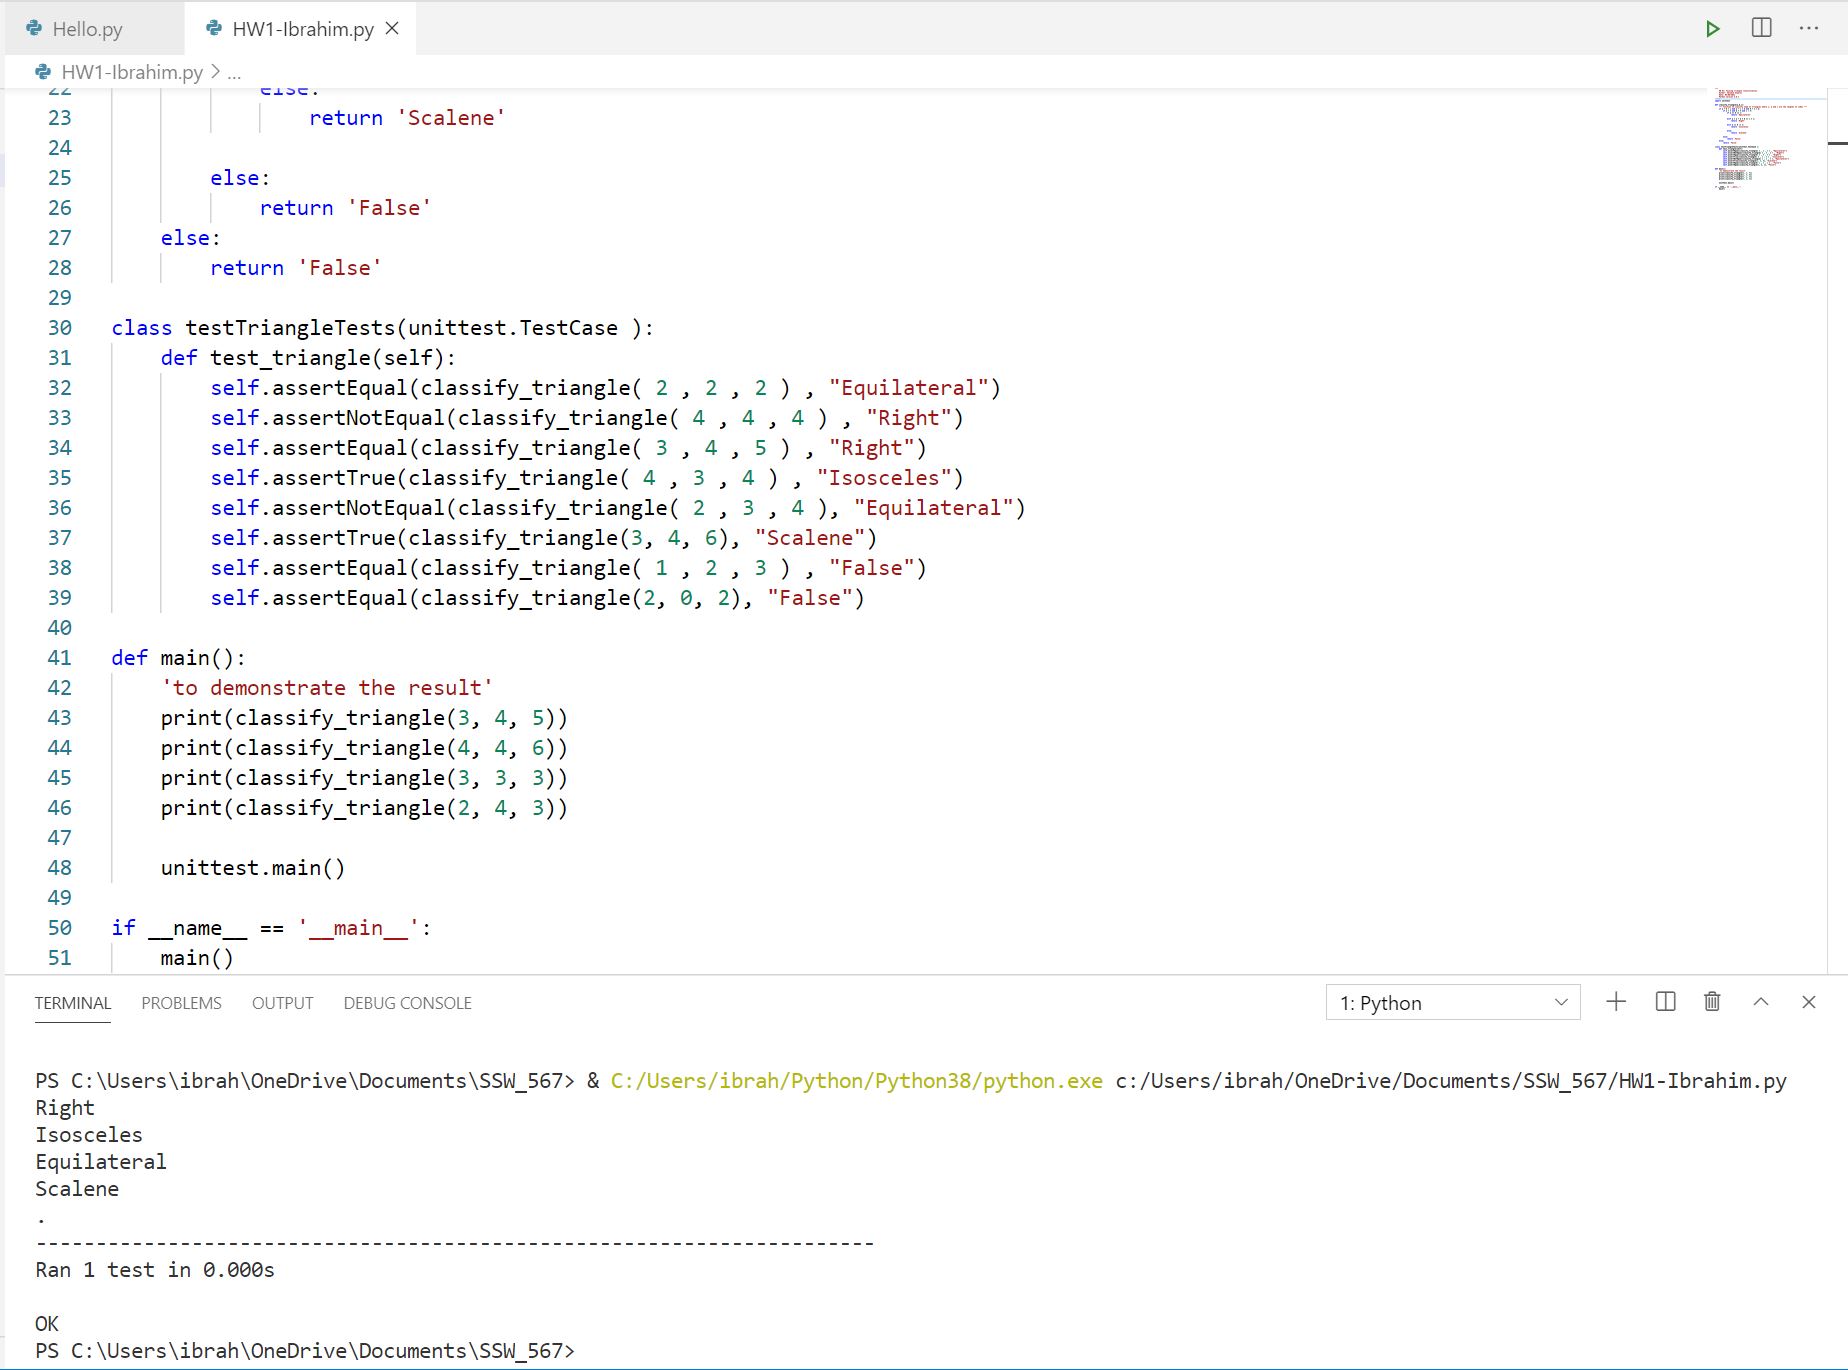 Hello.py
HW1-Ibrahim.py
HW1-Ibrahim.py > ...
22 else:
23 return 'Scalene'
24
25 else:
26 return 'False'
27 else:
28 return 'False'
29
30 class testTriangleTests(unittest.TestCase ):
31 def test_triangle(self):
32 self.assertEqual(classify_triangle( 2 , 2 , 2 ) , "Equilateral")
33 self.assertNotEqual(classify_triangle( 4 , 4 , 4 ) , "Right")
34 self.assertEqual(classify_triangle( 3 , 4 , 5 ) , "Right")
35 self.assertTrue(classify_triangle( 4 , 3 , 4 ) , "Isosceles")
36 self.assertNotEqual(classify_triangle( 2 , 3 , 4 ), "Equilateral")
37 self.assertTrue(classify_triangle(3, 4, 6), "Scalene")
38 self.assertEqual(classify_triangle( 1 , 2 , 3 ) , "False")
39 self.assertEqual(classify_triangle(2, 0, 2), "False")
40
41 def main():
42 'to demonstrate the result'
43 print(classify_triangle(3, 4, 5))
44 print(classify_triangle(4, 4, 6))
45 print(classify_triangle(3, 3, 3))
46 print(classify_triangle(2, 4, 3))
47
48 unittest.main()
49
50 if __name__ == '__main__':
51 main()
TERMINAL PROBLEMS OUTPUT DEBUG CONSOLE
1: Python
PS C:\Users\ibrah\OneDrive\Documents\SSW_567> & C:/Users/ibrah/Python/Python38/python.exe c:/Users/ibrah/OneDrive/Documents/SSW_567/HW1-Ibrahim.py
Right
Isosceles
Equilateral
Scalene
.
----------------------------------------------------------------------
Ran 1 test in 0.000s
OK
PS C:\Users\ibrah\OneDrive\Documents\SSW_567>